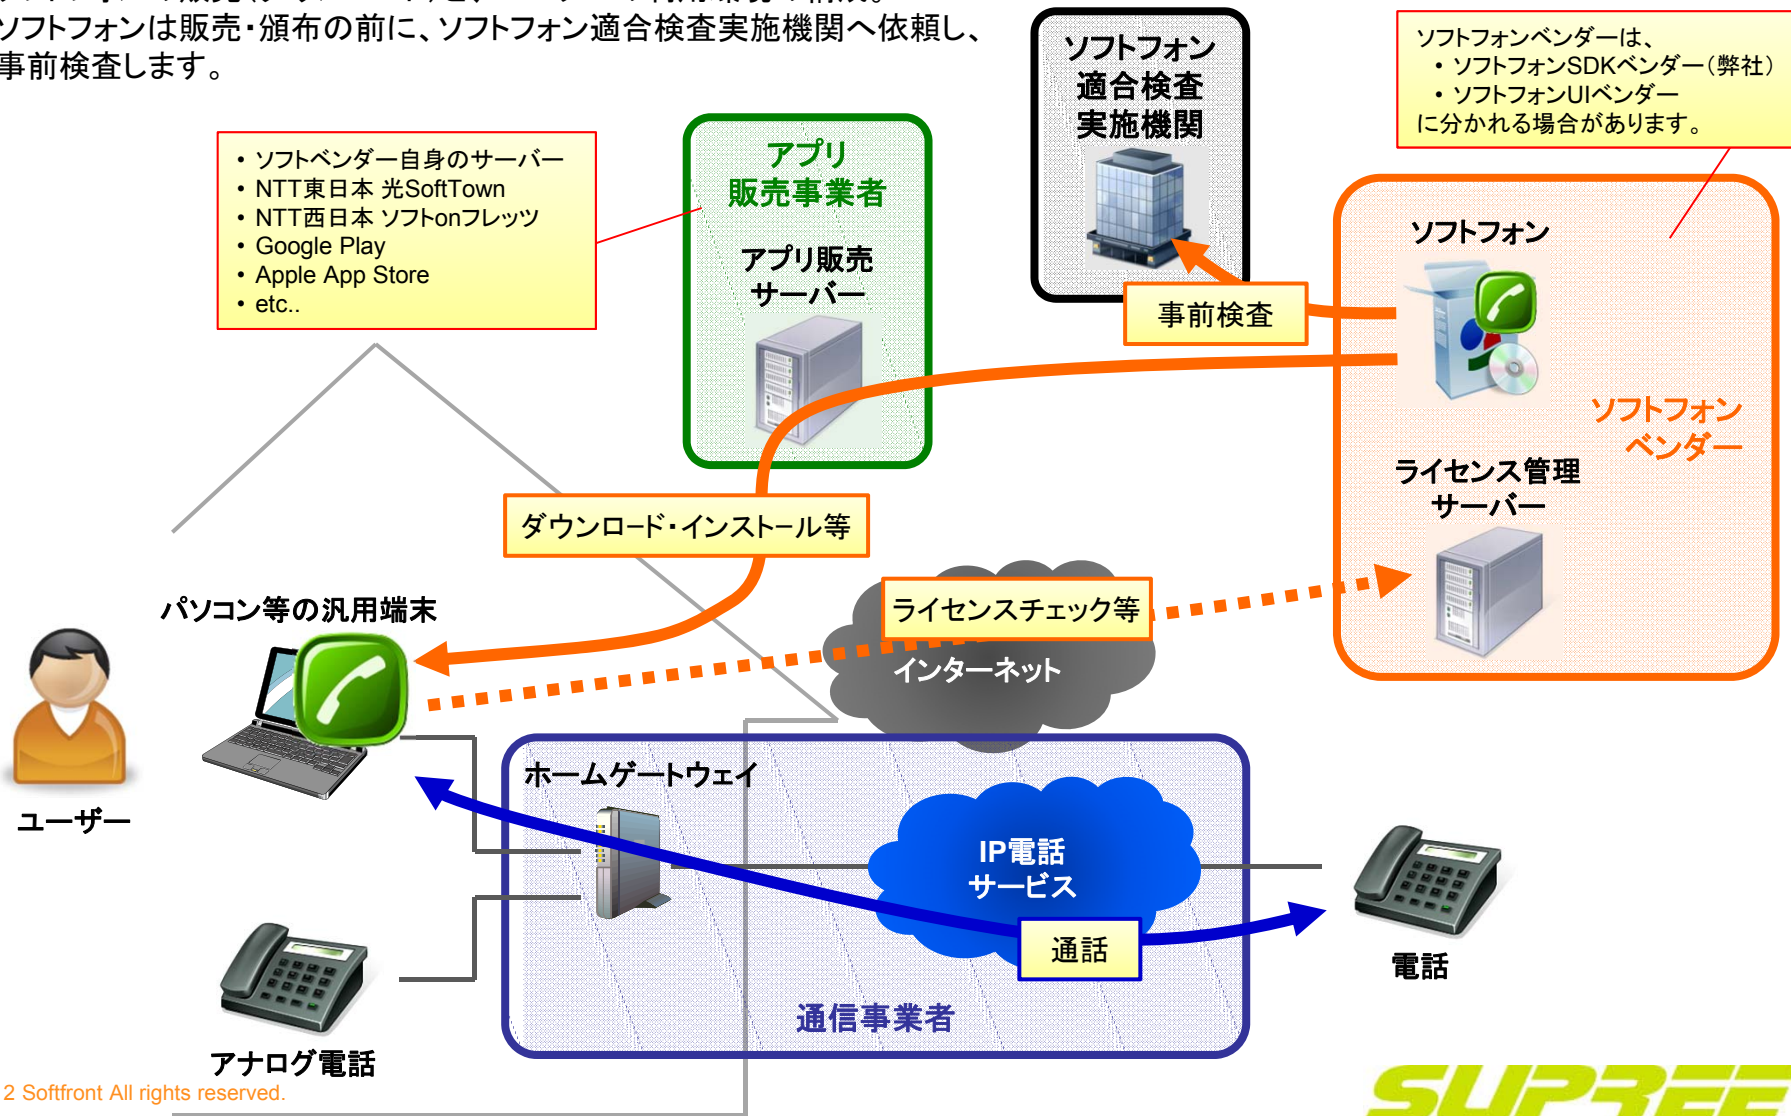 ソフトフォンは販売・頒布の前に、ソフトフォン適合検査実施機関へ依頼し、
事前検査します。
ソフトフォン
適合検査
実施機関
ソフトフォンベンダーは、
• ソフトフォンSDKベンダー（弊社）
• ソフトフォンUIベンダー
に分かれる場合があります。
• ソフトベンダー自身のサーバー
• NTT東日本 光SoftTown
• NTT西日本 ソフトonフレッツ
• Google Play
• Apple App Store
• etc..
アプリ
販売事業者
アプリ販売
サーバー
事前検査
ソフトフォン
ソフトフォン
ベンダー
ライセンス管理
サーバー
ダウンロード・インストール等
ライセンスチェック等
インターネット
パソコン等の汎用端末
ユーザー
ホームゲートウェイ
IP電話
サービス
通話
電話
通信事業者
アナログ電話
2 Softfront All rights reserved.
SUPREE